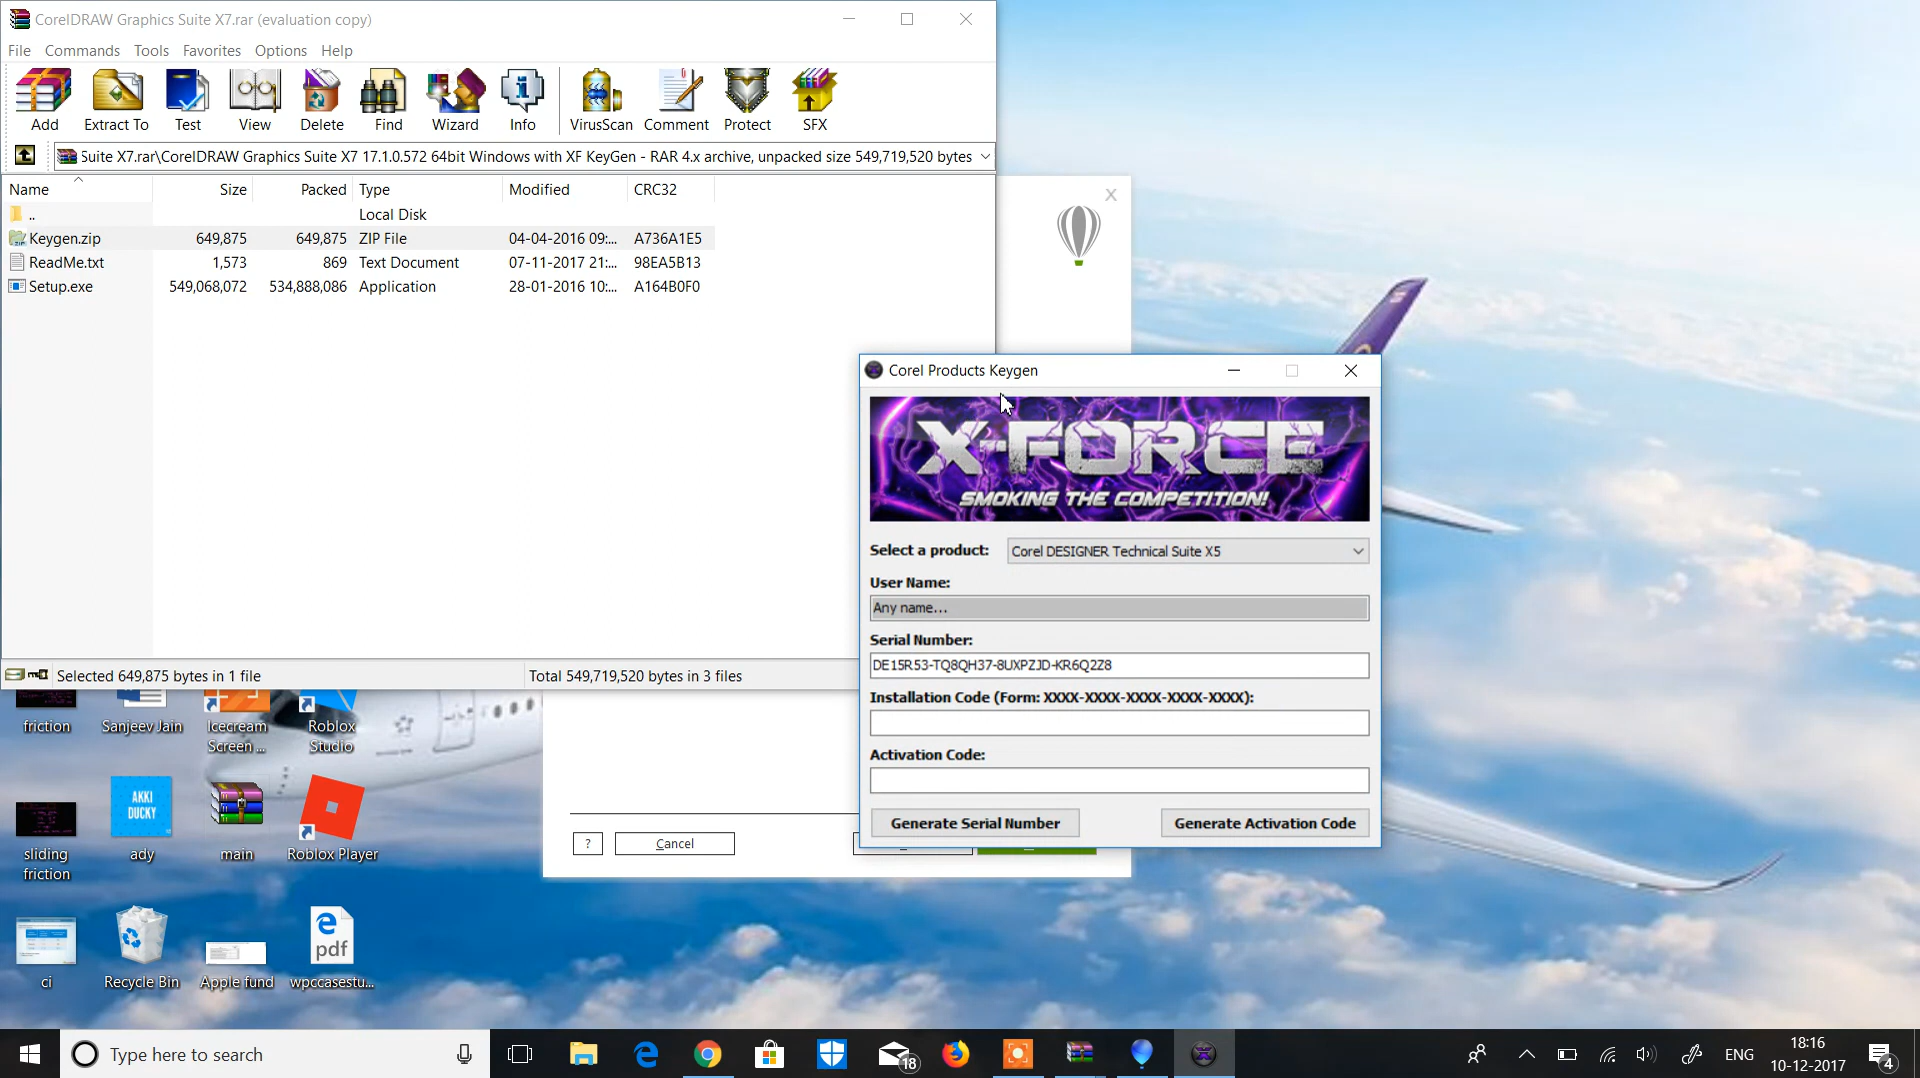 CorelDRAW Graphics Suite X7.rar (evaluation copy)
File Commands Tools Favorites Options Help
Add Extract To Test View Delete Find Wizard Info VirusScan Comment Protect SFX
Suite X7.rar\CorelDRAW Graphics Suite X7 17.1.0.572 64bit Windows with XF KeyGen - RAR 4.x archive, unpacked size 549,719,520 bytes
Name Size Packed Type Modified CRC32
.. Local Disk
Keygen.zip 649,875 649,875 ZIP File 04-04-2016 09:... A736A1E5
ReadMe.txt 1,573 869 Text Document 07-11-2017 21:... 98EA5B13
Setup.exe 549,068,072 534,888,086 Application 28-01-2016 10:... A164B0F0
Selected 649,875 bytes in 1 file
Total 549,719,520 bytes in 3 files
X
Corel Products Keygen
X-FORCE
SMOKING THE COMPETITION!
Select a product: Corel DESIGNER Technical Suite X5
User Name:
Any name...
Serial Number:
DE15R53-TQ8QH37-8UXPZJD-KR6Q2Z8
Installation Code (Form: XXXX-XXXX-XXXX-XXXX-XXXX):
Activation Code:
Generate Serial Number Generate Activation Code
? Cancel
friction
Sanjeev Jain
Icecream
Screen ...
Roblox
Studio
AKKI
DUCKY
sliding
friction
ady
main
Roblox Player
pdf
ci
Recycle Bin
Apple fund
wpccasestu...
Type here to search
18
ENG
18:16
10-12-2017
4